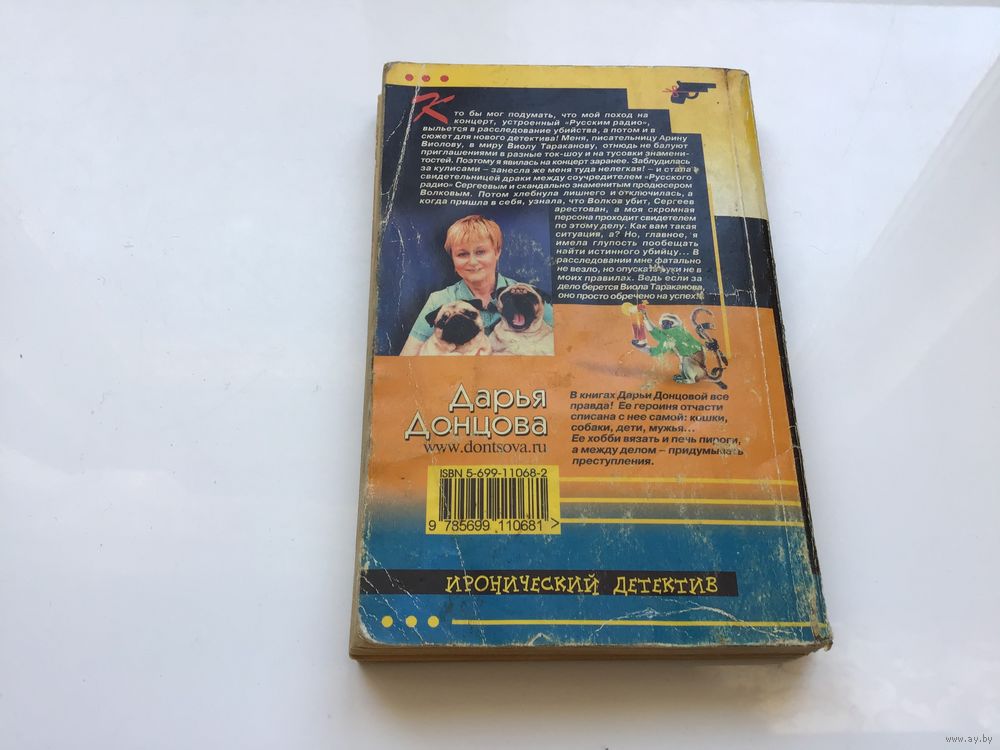 Кто бы мог подумать, что мой поход на
концерт, устроенный «Русским радио»,
выльется в расследование убийства, а потом и в
сюжет для нового детектива! Меня, писательницу Арину
Виолову, в миру Виолу Тараканову, отнюдь не балуют
приглашениями в разные ток-шоу и на тусовки знамени-
тостей. Поэтому я явилась на концерт заранее. Заблудилась
за кулисами – занесла же меня туда нелегкая! – и стала
свидетельницей драки между соучредителем «Русского
радио» Сергеевым и скандально знаменитым продюсером
Волковым. Потом хлебнула лишнего и отключилась, а
когда пришла в себя, узнала, что Волков убит, Сергеев
арестован, а моя скромная
персона проходит свидетелем
по этому делу. Как вам такая
ситуация, а? Но, главное, я
имела глупость пообещать
найти истинного убийцу... В
расследовании мне фатально
не везло, но опускать руки не в
моих правилах. Ведь если за
дело берется Виола Тараканова,
оно просто обречено на успех!!!
Дарья
Донцова
www.dontsova.ru
В книгах Дарьи Донцовой все
правда! Ее героиня отчасти
списана с нее самой: кошки,
собаки, дети, мужья...
Ее хобби вязать и печь пироги,
а между делом – придумывать
преступления.
ISBN 5-699-11068-2
9 785699 110681 >
ИРОНИЧЕСКИЙ ДЕТЕКТИВ
www.ay.by